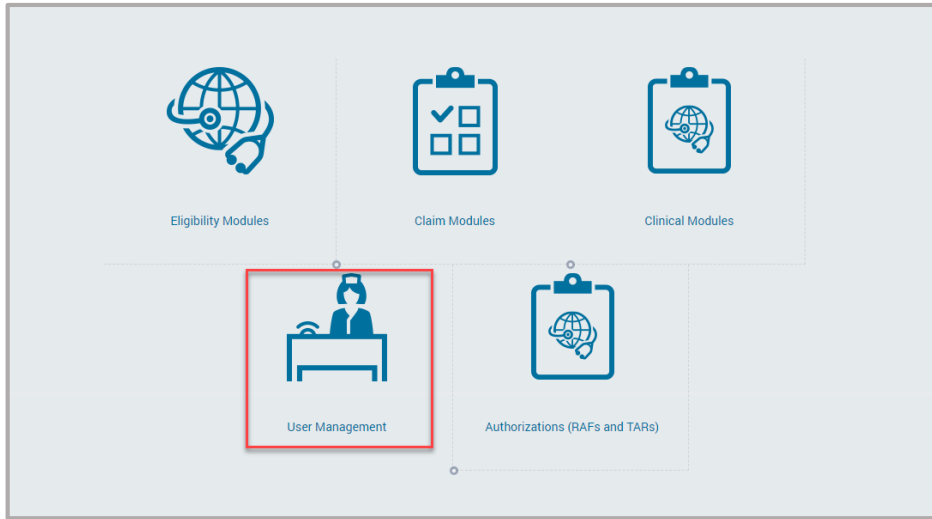 Eligibility Modules
Claim Modules
Clinical Modules
User Management
Authorizations (RAFs and TARs)